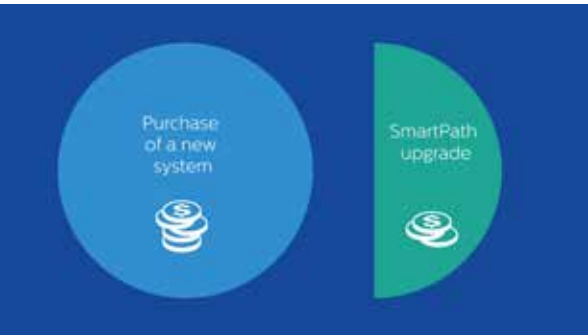 Purchase
of a new
system
SmartPath
upgrade